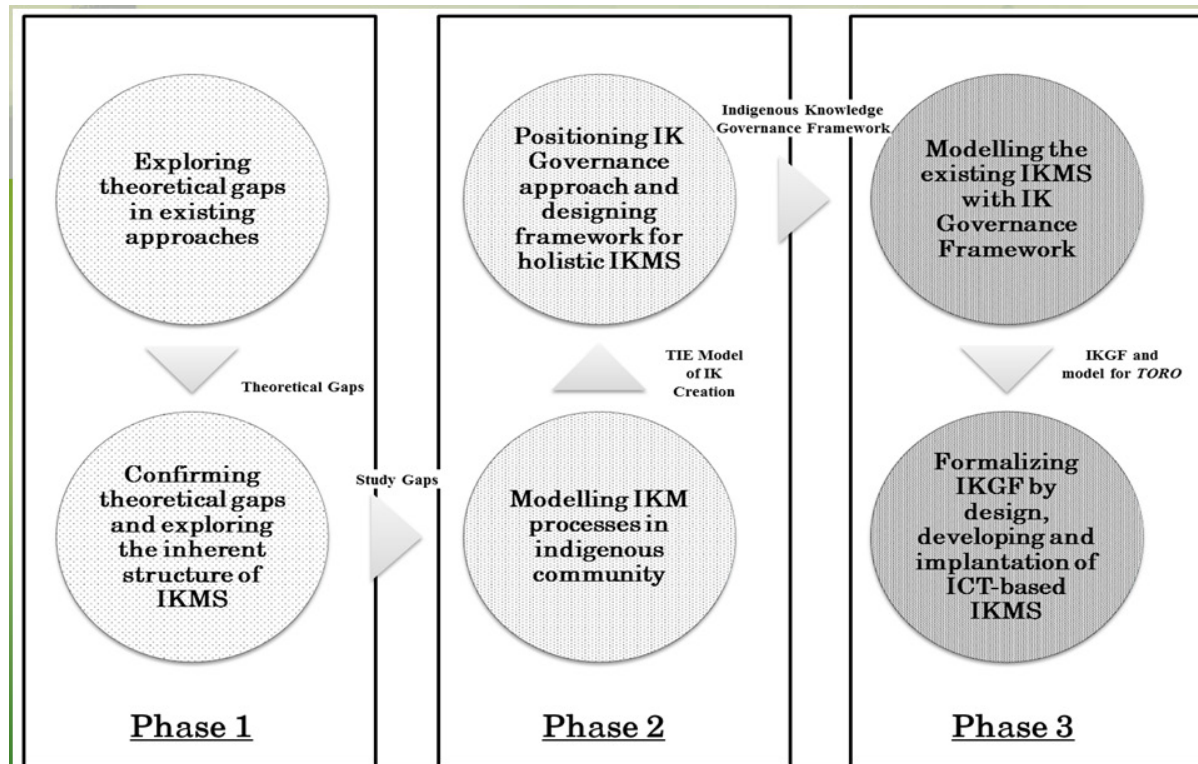 Exploring
theoretical gaps
in existing
approaches
Theoretical Gaps
Confirming
theoretical gaps
and exploring
the inherent
structure of
IKMS
Phase 1
Study Gaps
Positioning IK
Governance
approach and
designing
framework for
holistic IKMS
TIE Model
of IK
Creation
Modelling IKM
processes in
indigenous
community
Phase 2
Indigenous Knowledge
Governance Framework
Modelling the
existing IKMS
with IK
Governance
Framework
IKGF and
model for TORO
Formalizing
IKGF by
design,
developing and
implantation of
ICT-based
IKMS
Phase 3